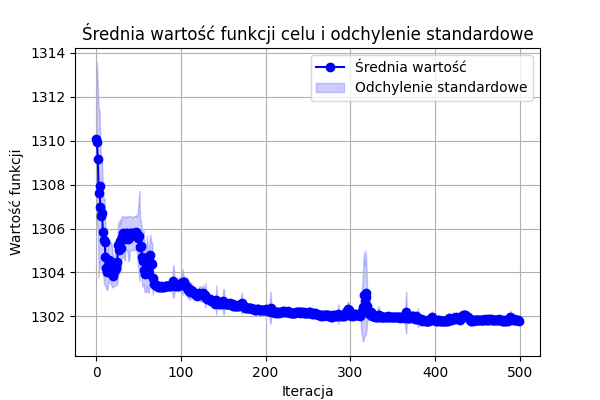 Średnia wartość funkcji celu i odchylenie standardowe
Średnia wartość
Odchylenie standardowe
Wartość funkcji
1314
1312
1310
1308
1306
1304
1302
0 100 200 300 400 500
Iteracja